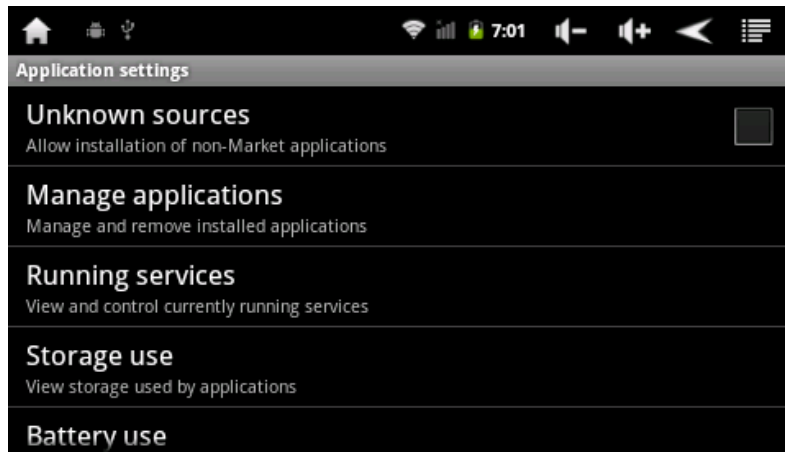 7:01
Application settings
Unknown sources
Allow installation of non-Market applications
Manage applications
Manage and remove installed applications
Running services
View and control currently running services
Storage use
View storage used by applications
Battery use